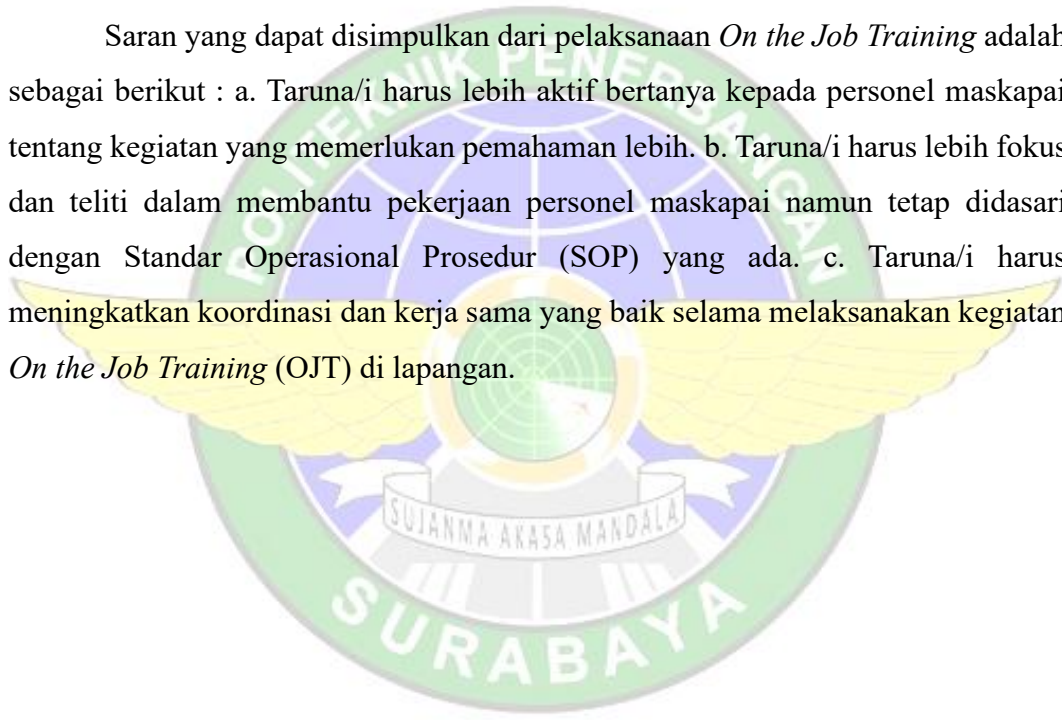 Saran yang dapat disimpulkan dari pelaksanaan On the Job Training adalah
sebagai berikut : a. Taruna/i harus lebih aktif bertanya kepada personel maskapai
tentang kegiatan yang memerlukan pemahaman lebih. b. Taruna/i harus lebih fokus
dan teliti dalam membantu pekerjaan personel maskapai namun tetap didasari
dengan Standar Operasional Prosedur (SOP) yang ada. c. Taruna/i harus
meningkatkan koordinasi dan kerja sama yang baik selama melaksanakan kegiatan
On the Job Training (OJT) di lapangan.
POLITEKNIK PENERBANGAN
SUJANMA AKASA MANDALA
SURABAYA